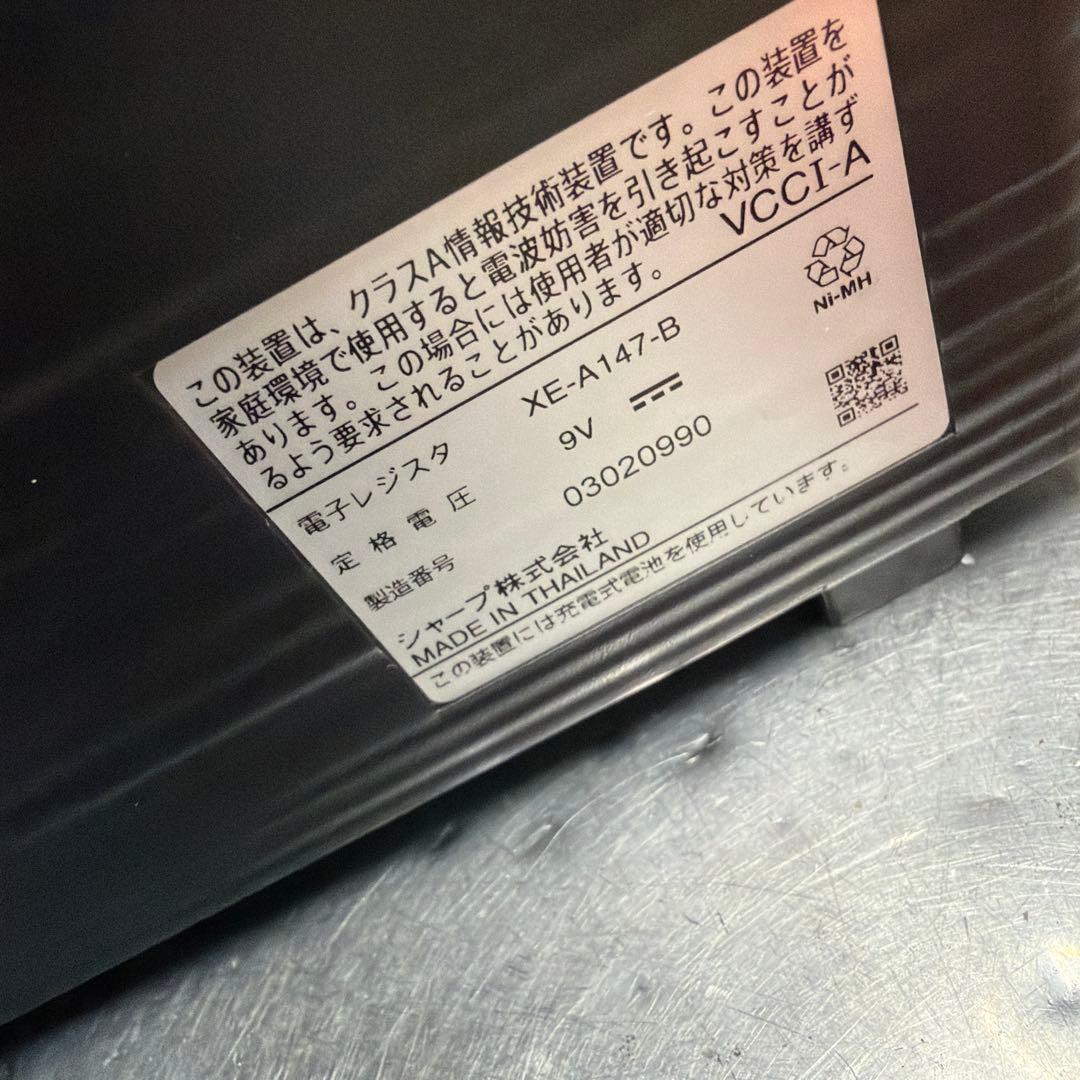 この装置は、クラスA情報技術装置です。この装置を
家庭環境で使用すると電波妨害を引き起こすことが
あります。この場合には使用者が適切な対策を講ず
るよう要求されることがあります。
VCCI-A
電子レジスタ XE-A147-B
定格電圧 9V
製造番号 03020990
Ni-MH
シャープ株式会社
MADE IN THAILAND
この装置には充電式電池を使用しています。